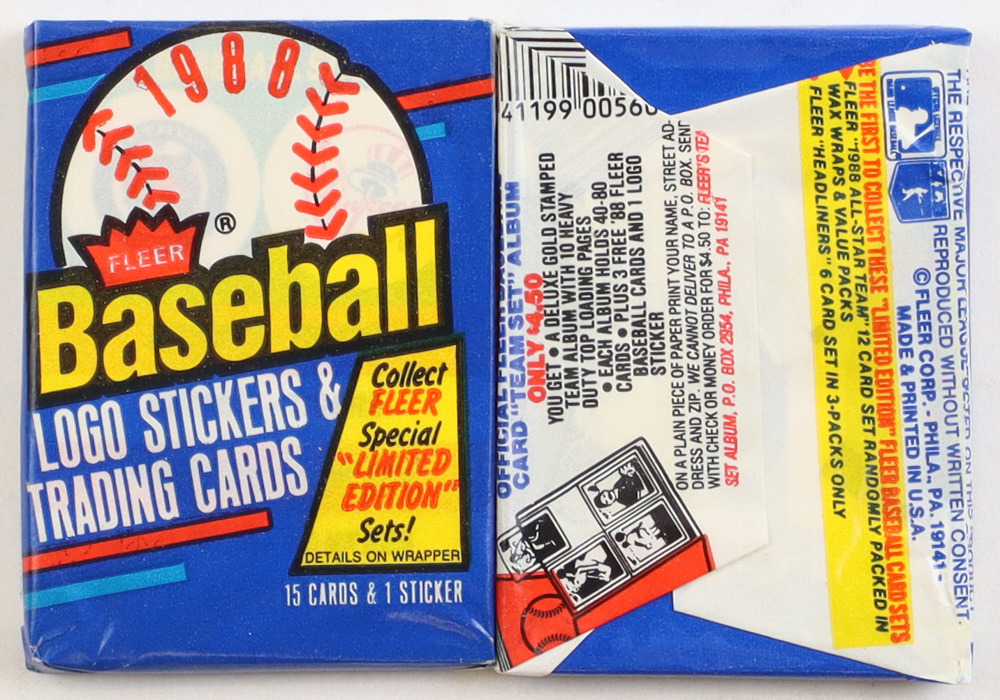 1988
FLEER
®
Baseball
LOGO STICKERS &
TRADING CARDS
Collect
FLEER
Special
"LIMITED
EDITION"
Sets!
DETAILS ON WRAPPER
15 CARDS & 1 STICKER
41199 00560
CARD "TEAM SET" ALBUM
ONLY $4.50
YOU GET • A DELUXE GOLD STAMPED
TEAM ALBUM WITH 10 HEAVY
DUTY TOP LOADING PAGES
• EACH ALBUM HOLDS 40-80
CARDS • PLUS 3 FREE '88 FLEER
BASEBALL CARDS AND 1 LOGO
STICKER
ON A PLAIN PIECE OF PAPER PRINT YOUR NAME, STREET AD-
DRESS AND ZIP. WE CANNOT DELIVER TO A P.O. BOX. SEND
WITH CHECK OR MONEY ORDER FOR $4.50 TO: FLEER'S TE
SET ALBUM, P.O. BOX 2954, PHILA., PA 19141
BE THE FIRST TO COLLECT THESE "LIMITED EDITION" FLEER BASEBALL CARD SETS
FLEER "1988 ALL-STAR TEAM" 12 CARD SET RANDOMLY PACKED IN
WAX WRAPS & VALUE PACKS
FLEER "HEADLINERS" 6 CARD SET IN 3-PACKS ONLY
THE RESPECTIVE MAJOR LEAGUE
REPRODUCED WITHOUT WRITTEN CONSENT.
© FLEER CORP. - PHILA., PA. 19141 -
MADE & PRINTED IN U.S.A.